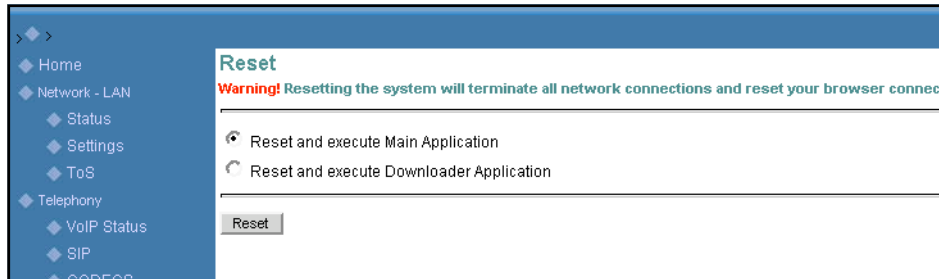 > >
Home
Network - LAN
Status
Settings
ToS
Telephony
VoIP Status
SIP
CODECS
Reset
Warning! Resetting the system will terminate all network connections and reset your browser connec
Reset and execute Main Application
Reset and execute Downloader Application
Reset